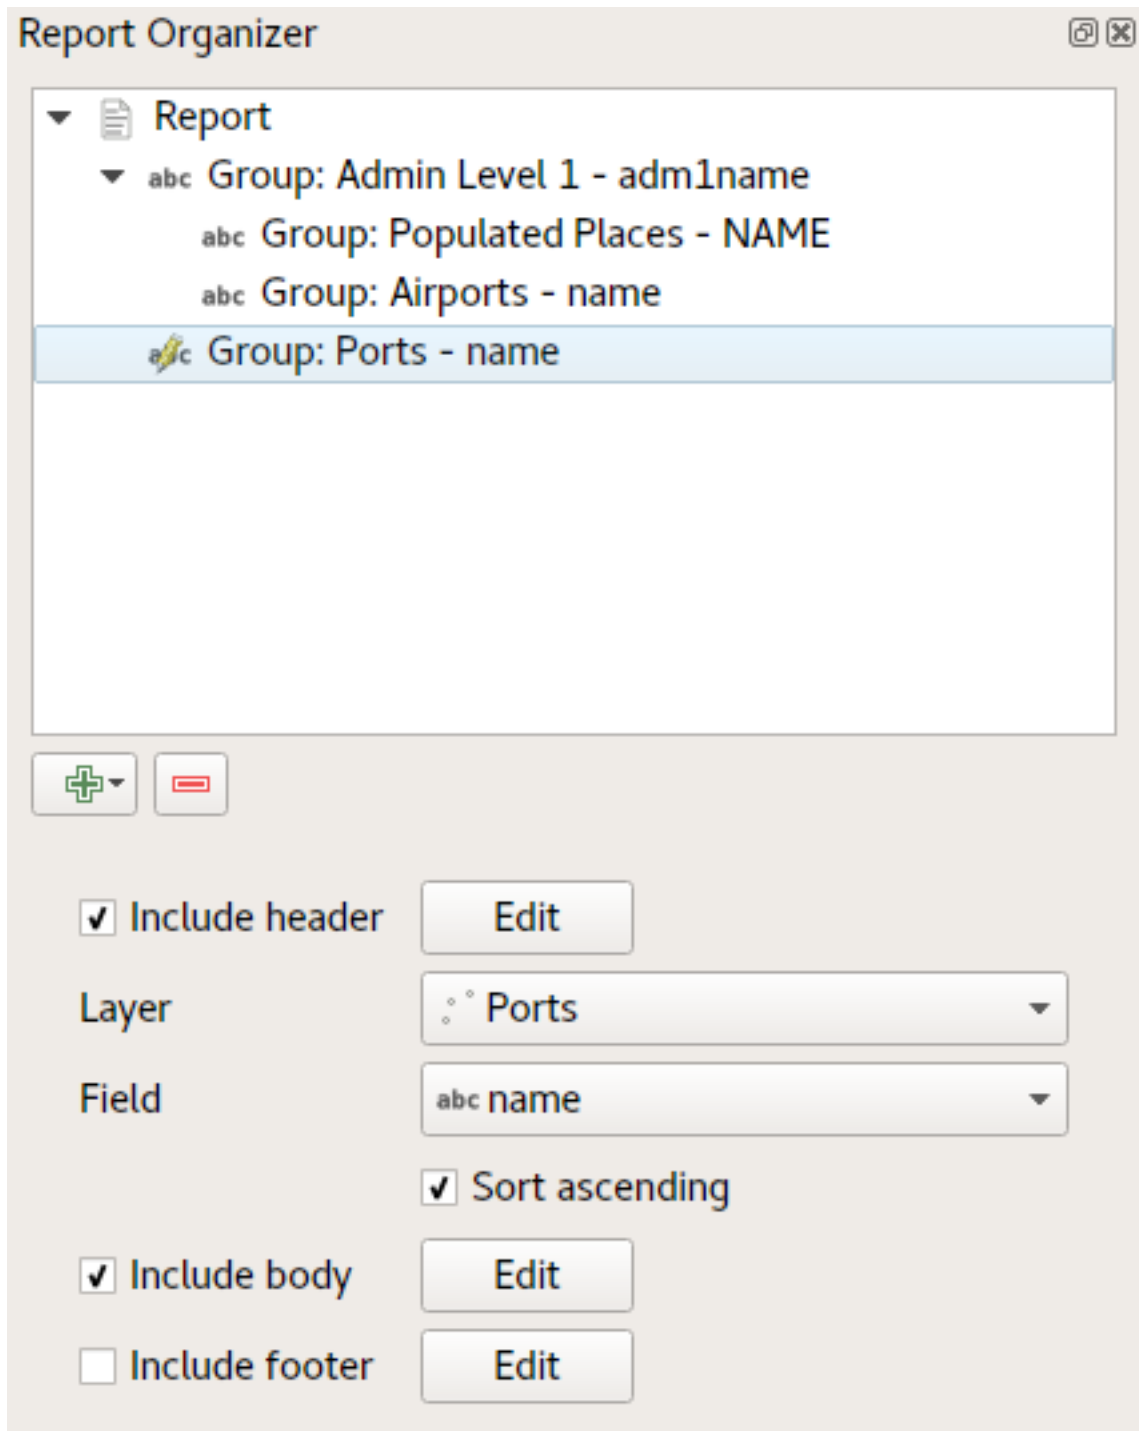 Report Organizer
Report
abc Group: Admin Level 1 - adm1name
abc Group: Populated Places - NAME
abc Group: Airports - name
abc Group: Ports - name
Include header Edit
Layer Ports
Field abc name
Sort ascending
Include body Edit
Include footer Edit